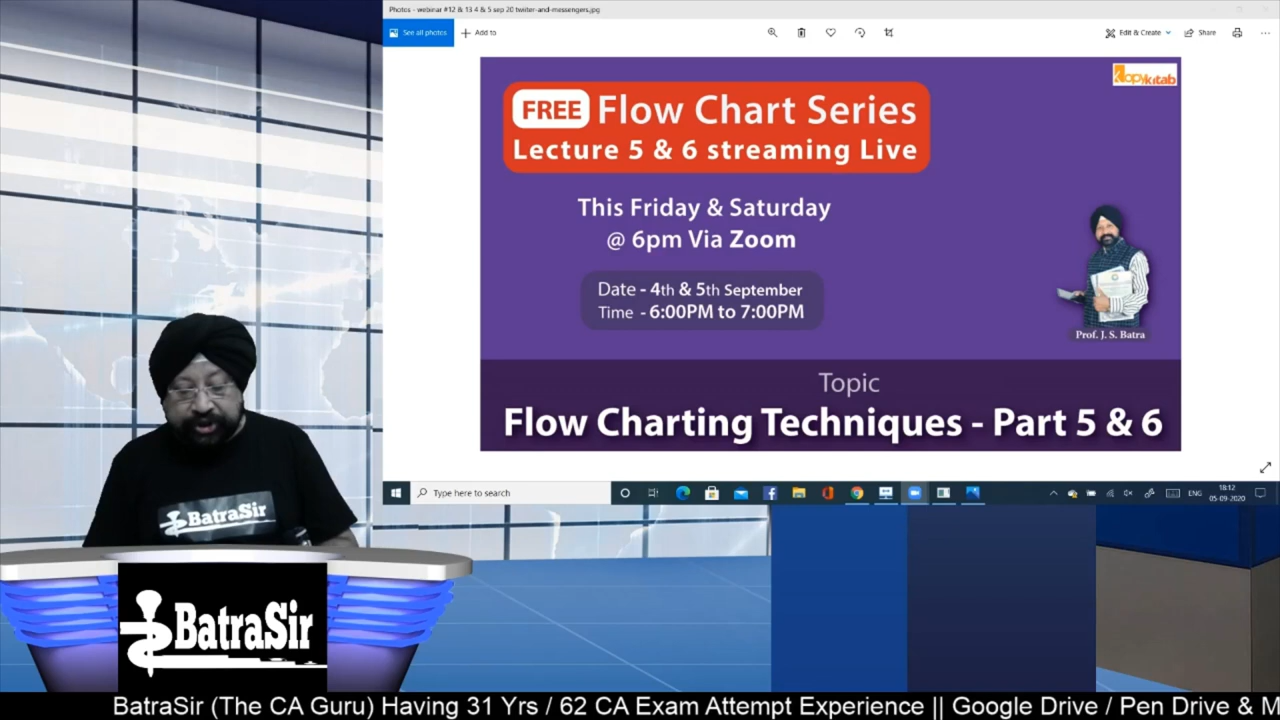 Photos - webinar #12 & 13 4 & 5 sep 20 twiiter-and-messengers.jpg
See all photos
Add to
Edit & Create
Share
kopykitab
FREE Flow Chart Series
Lecture 5 & 6 streaming Live
This Friday & Saturday
@ 6pm Via Zoom
Date - 4th & 5th September
Time - 6:00PM to 7:00PM
Prof. J. S. Batra
Topic
Flow Charting Techniques - Part 5 & 6
Type here to search
ENG
18:12
05-09-2020
BatraSir
BatraSir
BatraSir (The CA Guru) Having 31 Yrs / 62 CA Exam Attempt Experience || Google Drive / Pen Drive & M